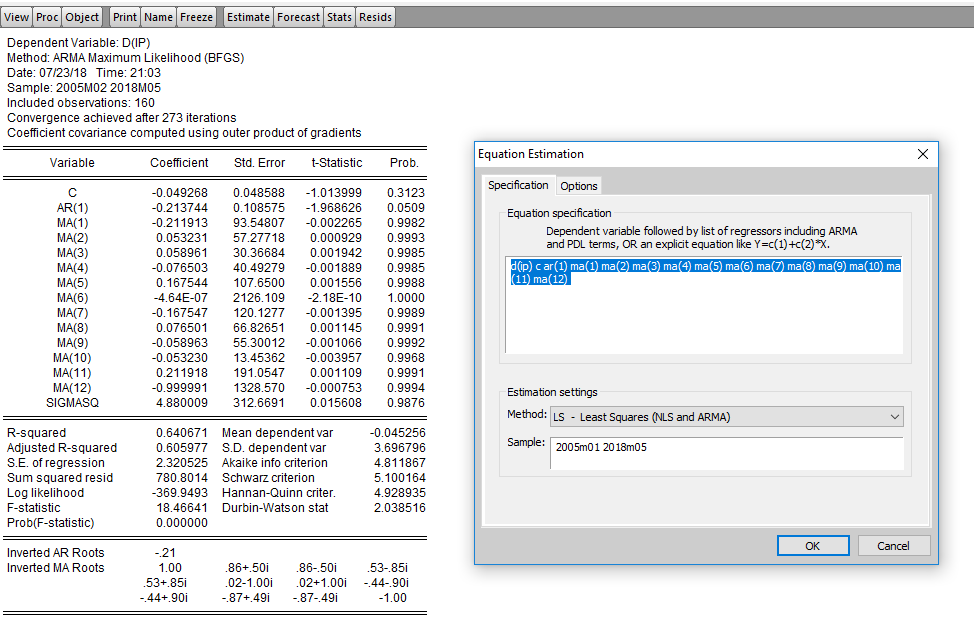 View Proc Object Print Name Freeze Estimate Forecast Stats Resids
Dependent Variable: D(IP)
Method: ARMA Maximum Likelihood (BFGS)
Date: 07/23/18 Time: 21:03
Sample: 2005M02 2018M05
Included observations: 160
Convergence achieved after 273 iterations
Coefficient covariance computed using outer product of gradients
Variable Coefficient Std. Error t-Statistic Prob.
C -0.049268 0.048588 -1.013999 0.3123
AR(1) -0.213744 0.108575 -1.968626 0.0509
MA(1) -0.211913 93.54807 -0.002265 0.9982
MA(2) 0.053231 57.27718 0.000929 0.9993
MA(3) 0.058961 30.36684 0.001942 0.9985
MA(4) -0.076503 40.49279 -0.001889 0.9985
MA(5) 0.167544 107.6500 0.001556 0.9988
MA(6) -4.64E-07 2126.109 -2.18E-10 1.0000
MA(7) -0.167547 120.1277 -0.001395 0.9989
MA(8) 0.076501 66.82651 0.001145 0.9991
MA(9) -0.058963 55.30012 -0.001066 0.9992
MA(10) -0.053230 13.45362 -0.003957 0.9968
MA(11) 0.211918 191.0547 0.001109 0.9991
MA(12) -0.999991 1328.570 -0.000753 0.9994
SIGMASQ 4.880009 312.6691 0.015608 0.9876
R-squared 0.640671 Mean dependent var -0.045256
Adjusted R-squared 0.605977 S.D. dependent var 3.696796
S.E. of regression 2.320525 Akaike info criterion 4.811867
Sum squared resid 780.8014 Schwarz criterion 5.100164
Log likelihood -369.9493 Hannan-Quinn criter. 4.928935
F-statistic 18.46641 Durbin-Watson stat 2.038516
Prob(F-statistic) 0.000000
Inverted AR Roots -.21
Inverted MA Roots 1.00 .86+.50i .86-.50i .53-.85i
.53+.85i .02-1.00i .02+1.00i -.44-.90i
-.44+.90i -.87+.49i -.87-.49i -1.00
Equation Estimation
Specification Options
Equation specification
Dependent variable followed by list of regressors including ARMA
and PDL terms, OR an explicit equation like Y=c(1)+c(2)*X.
d(ip) c ar(1) ma(1) ma(2) ma(3) ma(4) ma(5) ma(6) ma(7) ma(8) ma(9) ma(10) ma
(11) ma(12)
Estimation settings
Method: LS - Least Squares (NLS and ARMA)
Sample: 2005m01 2018m05
OK Cancel